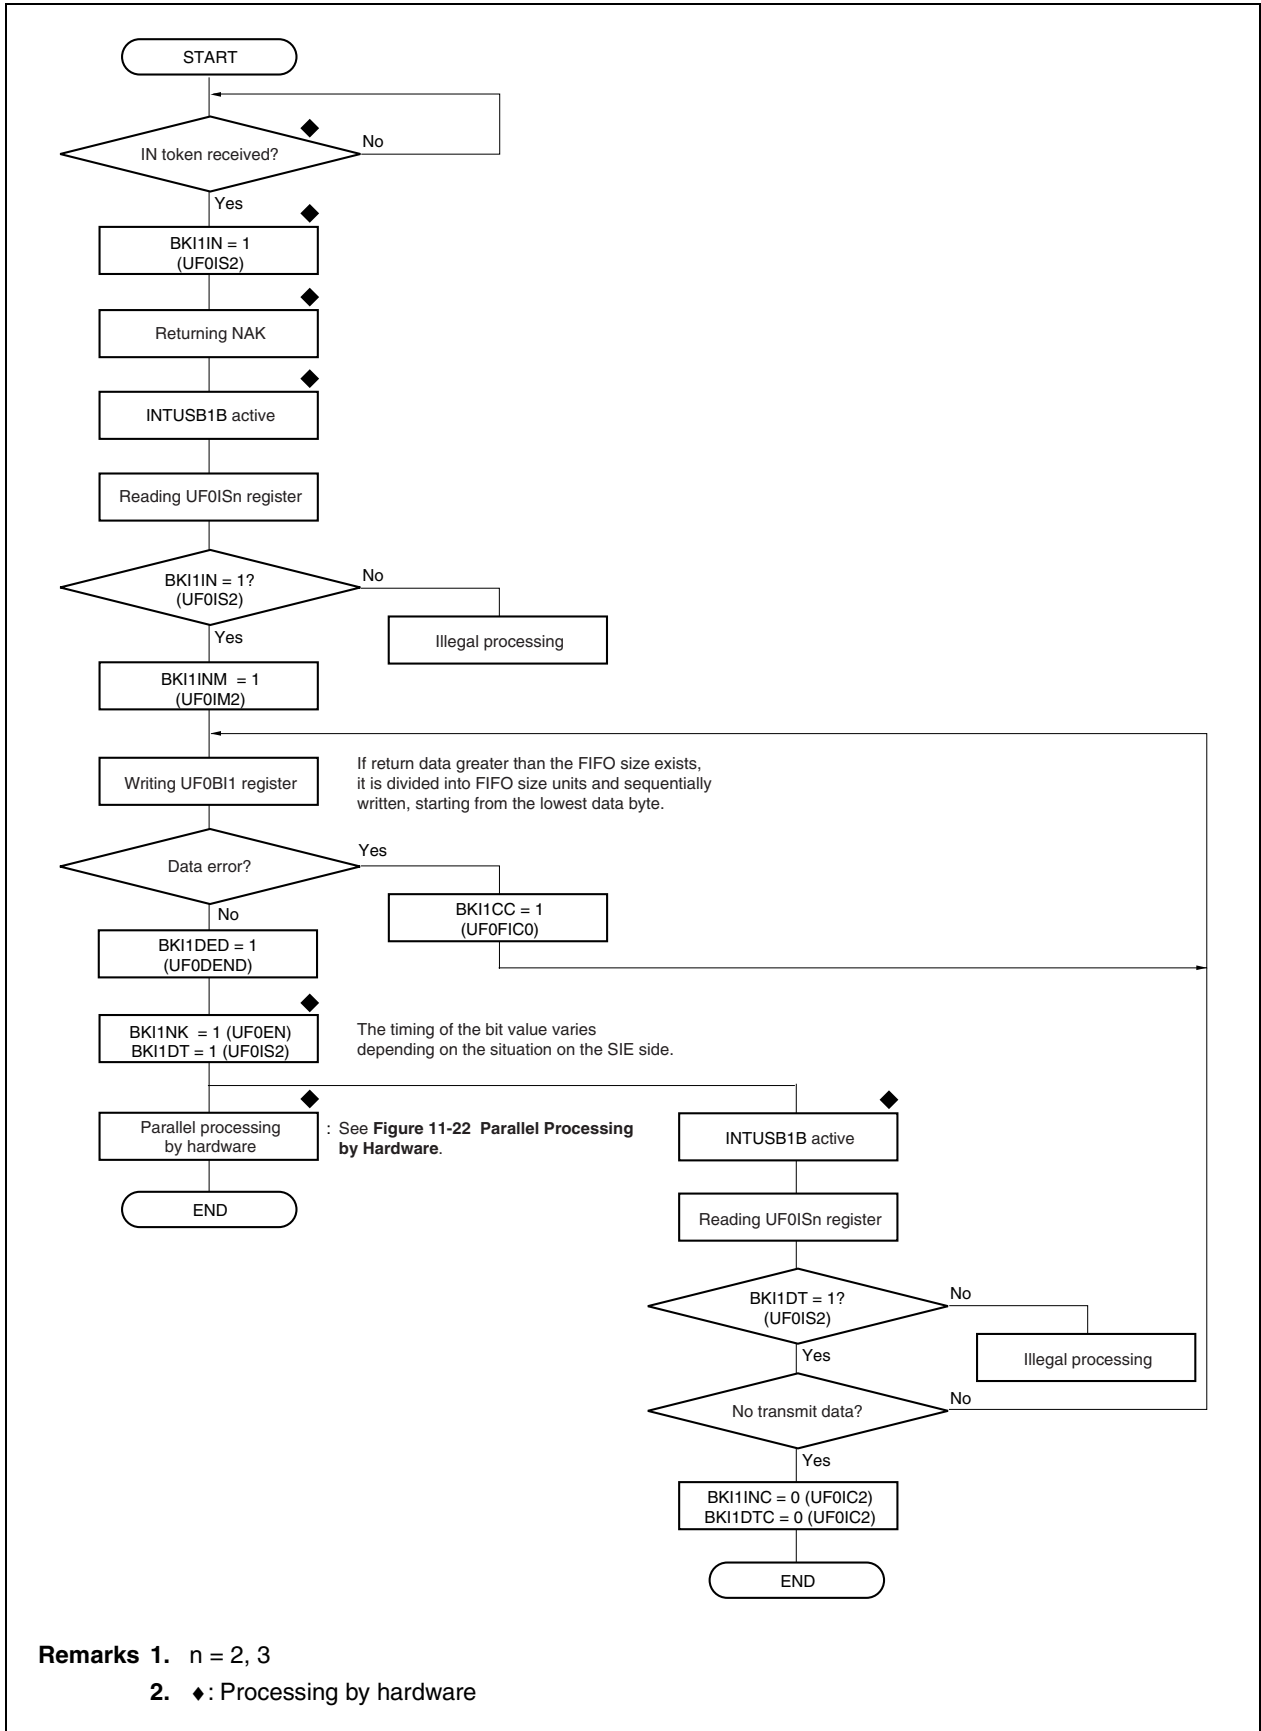 START
IN token received?
No
Yes
BKI1IN = 1
(UF0IS2)
Returning NAK
INTUSB1B active
Reading UF0ISn register
BKI1IN = 1?
(UF0IS2)
No
Illegal processing
Yes
BKI1INM = 1
(UF0IM2)
Writing UF0BI1 register
If return data greater than the FIFO size exists,
it is divided into FIFO size units and sequentially
written, starting from the lowest data byte.
Data error?
Yes
BKI1CC = 1
(UF0FIC0)
No
BKI1DED = 1
(UF0DEND)
BKI1NK = 1 (UF0EN)
BKI1DT = 1 (UF0IS2)
The timing of the bit value varies
depending on the situation on the SIE side.
Parallel processing
by hardware
: See Figure 11-22 Parallel Processing
by Hardware.
END
INTUSB1B active
Reading UF0ISn register
BKI1DT = 1?
(UF0IS2)
No
Illegal processing
Yes
No transmit data?
No
Yes
BKI1INC = 0 (UF0IC2)
BKI1DTC = 0 (UF0IC2)
END
Remarks 1. n = 2, 3
2. ♦: Processing by hardware